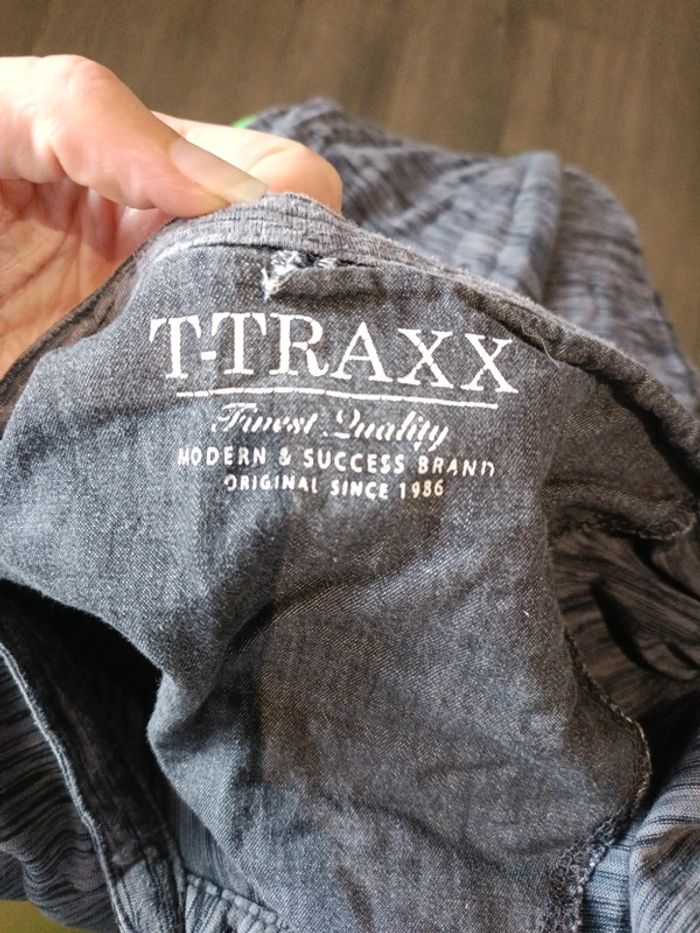 T-TRAXX
Finest Quality
MODERN & SUCCESS BRAND
ORIGINAL SINCE 1986